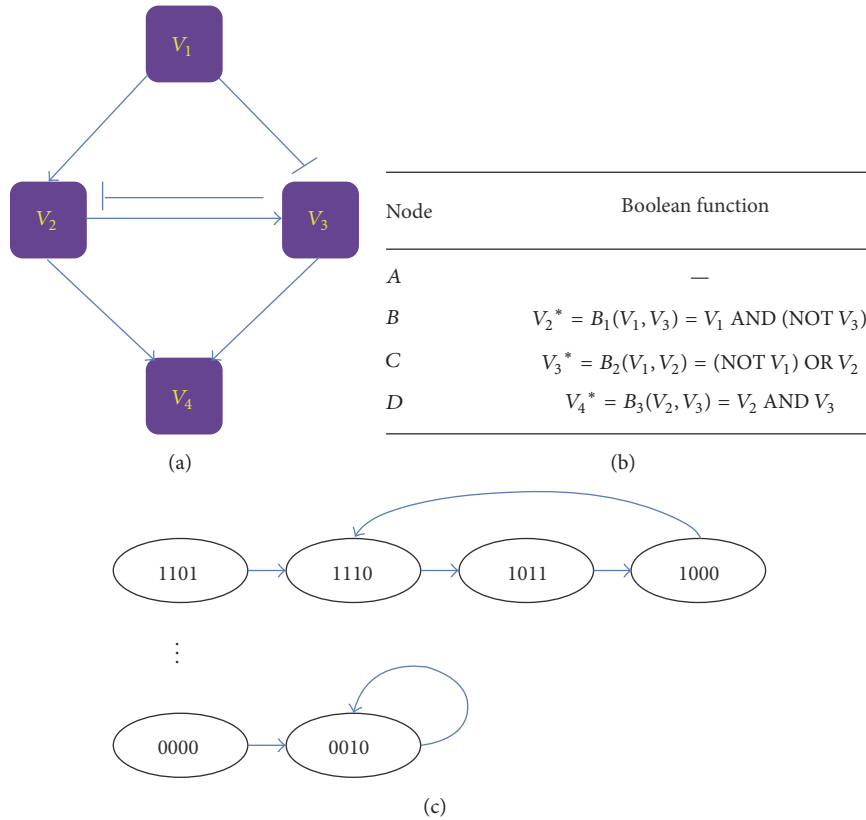 V1
V2
V3
V4
(a)
Node Boolean function
A —
B V2* = B1(V1, V3) = V1 AND (NOT V3)
C V3* = B2(V1, V2) = (NOT V1) OR V2
D V4* = B3(V2, V3) = V2 AND V3
(b)
1101 1110 1011 1000
⋮
0000 0010
(c)